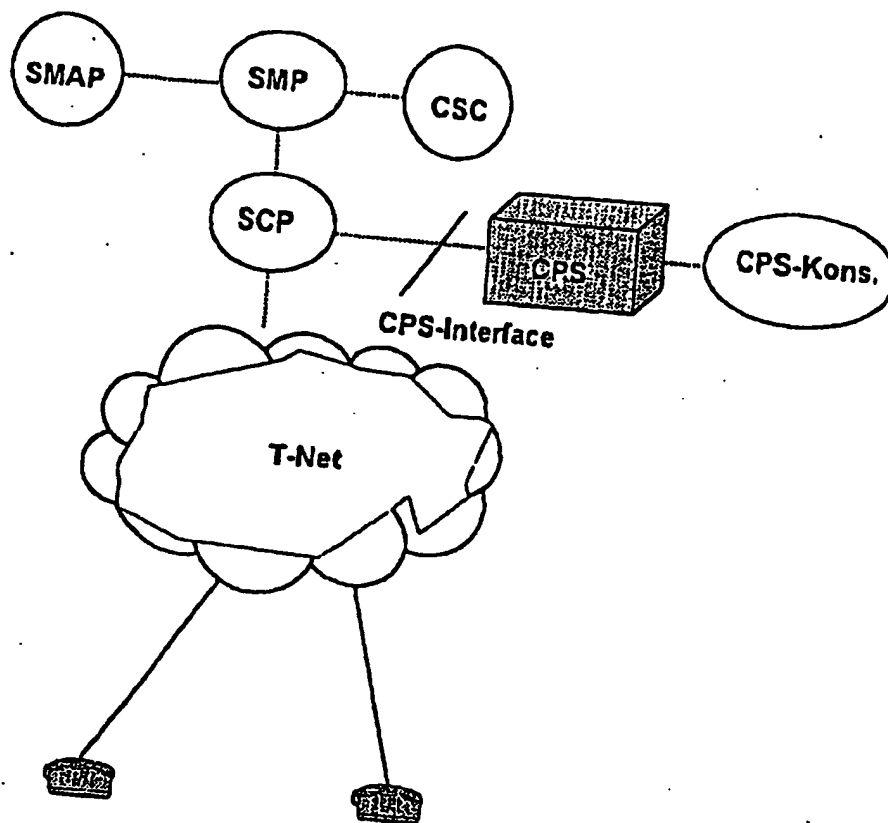 SMAP
SMP
CSC
SCP
CPS
CPS-Kons.
CPS-Interface
T-Net